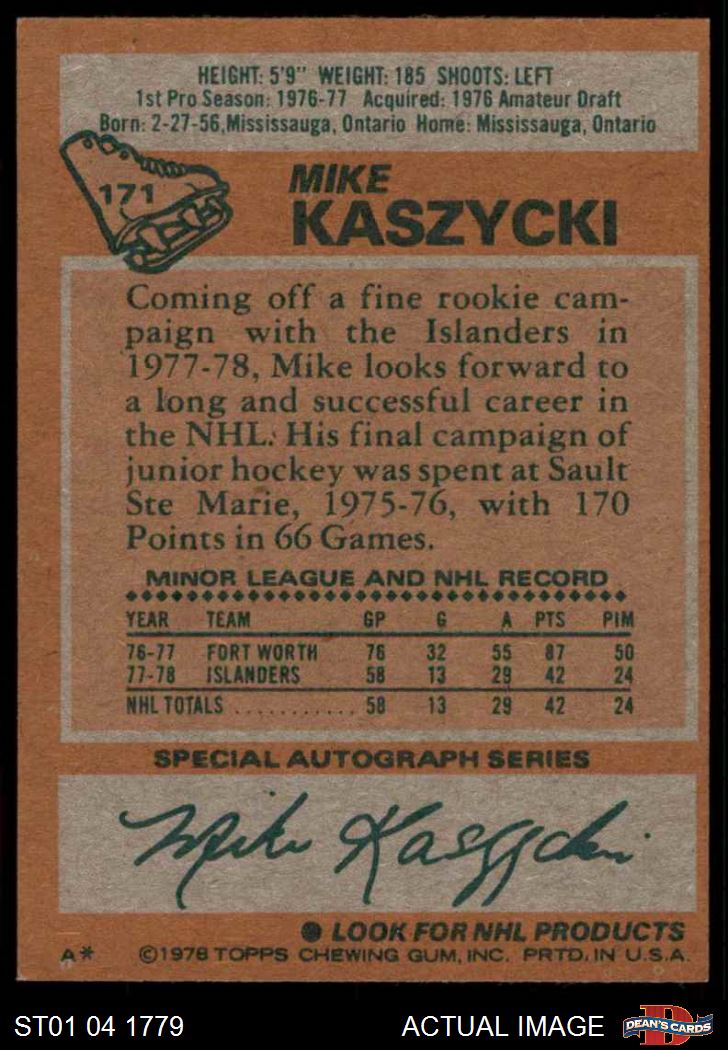 HEIGHT: 5'9" WEIGHT: 185 SHOOTS: LEFT
1st Pro Season: 1976-77 Acquired: 1976 Amateur Draft
Born: 2-27-56, Mississauga, Ontario Home: Mississauga, Ontario
171
MIKE
KASZYCKI
Coming off a fine rookie cam-
paign with the Islanders in
1977-78, Mike looks forward to
a long and successful career in
the NHL. His final campaign of
junior hockey was spent at Sault
Ste Marie, 1975-76, with 170
Points in 66 Games.
MINOR LEAGUE AND NHL RECORD
YEAR TEAM GP G A PTS PIM
76-77 FORT WORTH 76 32 55 87 50
77-78 ISLANDERS 58 13 29 42 24
NHL TOTALS ............ 58 13 29 42 24
SPECIAL AUTOGRAPH SERIES
Mike Kaszycki
● LOOK FOR NHL PRODUCTS
A* ©1978 TOPPS CHEWING GUM, INC. PRTD. IN U.S.A.
ST01 04 1779 ACTUAL IMAGE D DEAN'S CARDS